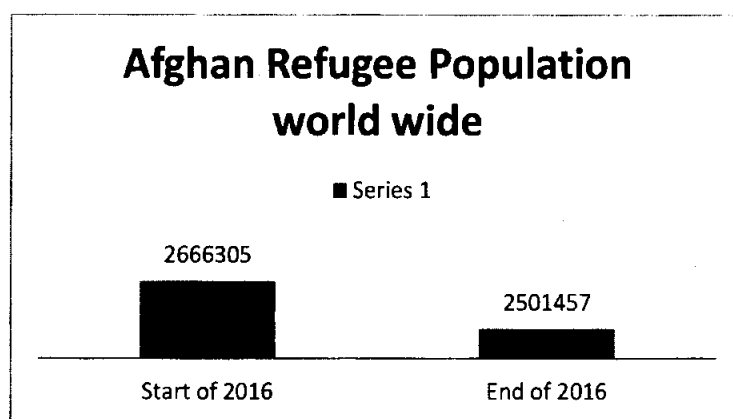 Afghan Refugee Population
world wide
Series 1
2666305
2501457
Start of 2016
End of 2016